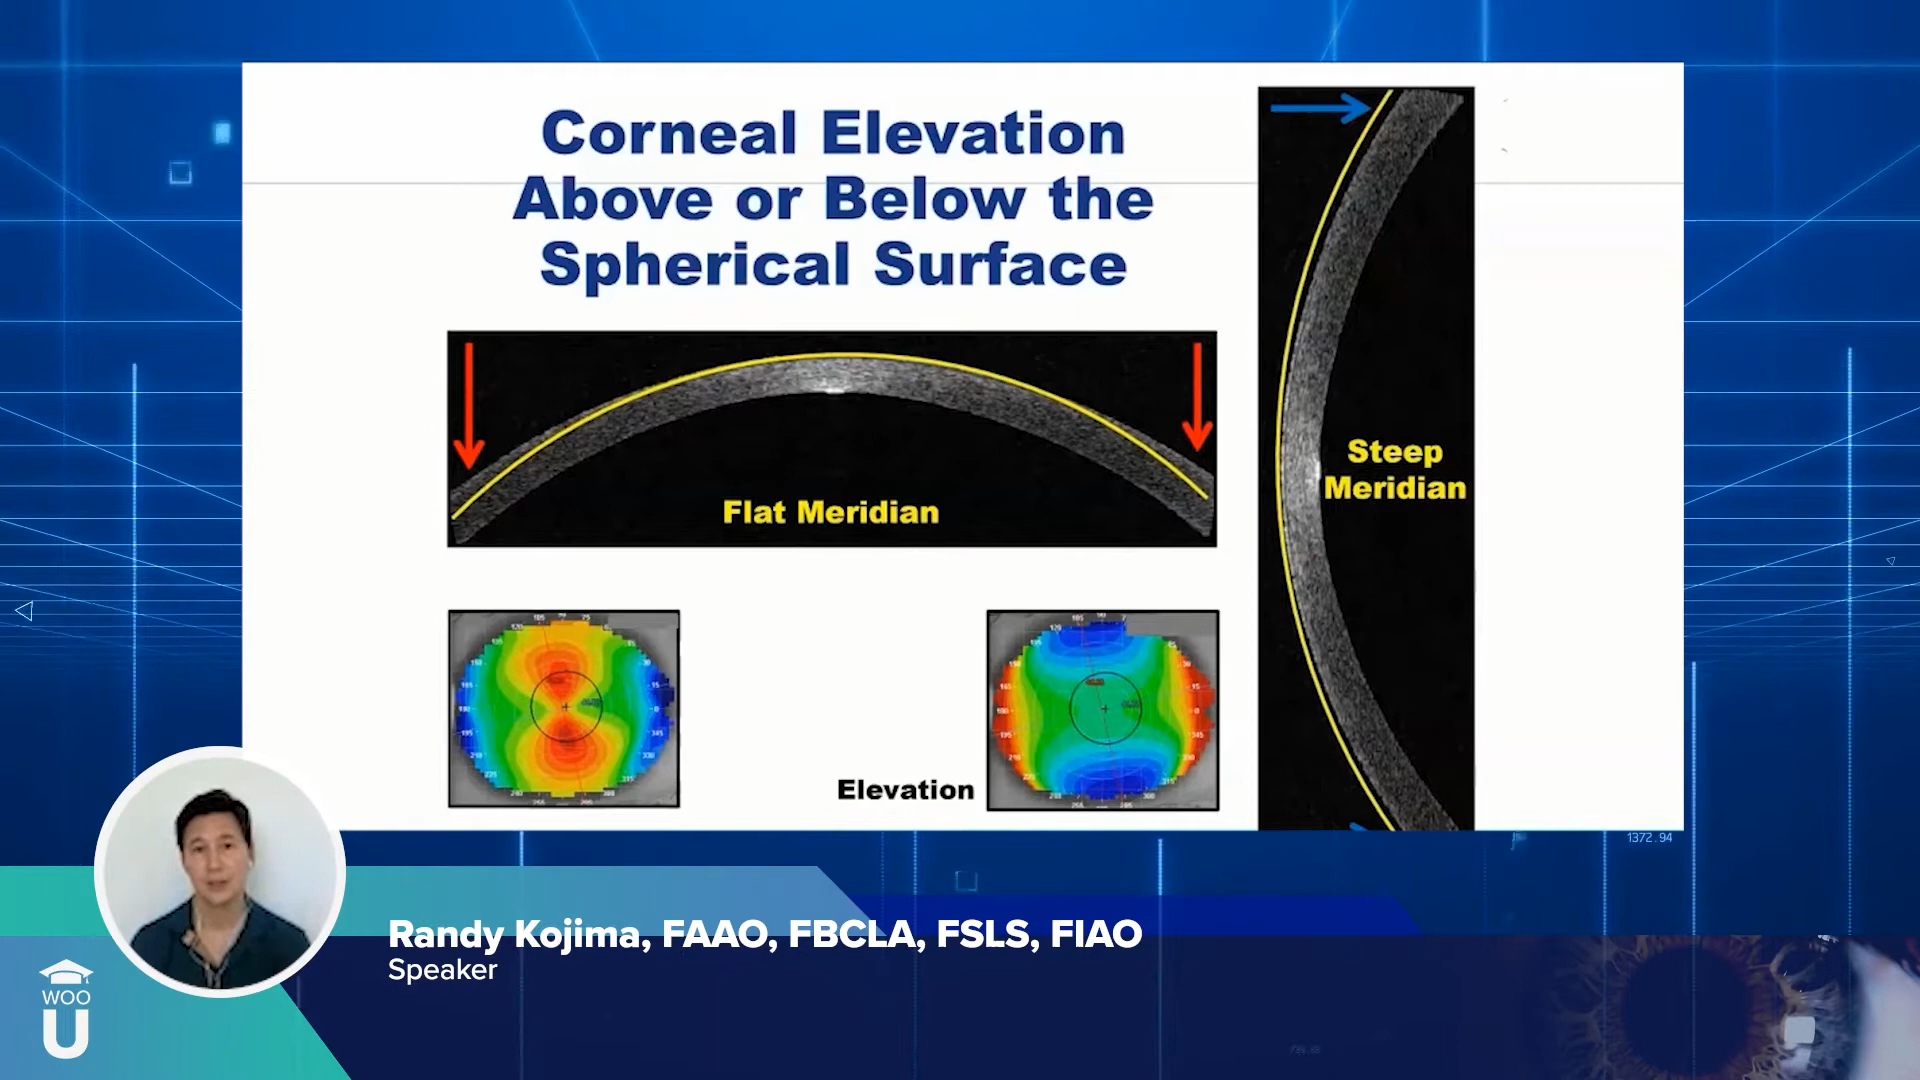 Corneal Elevation
Above or Below the
Spherical Surface
Flat Meridian
Steep
Meridian
Elevation
1372.94
Randy Kojima, FAAO, FBCLA, FSLS, FIAO
Speaker
WOO
U